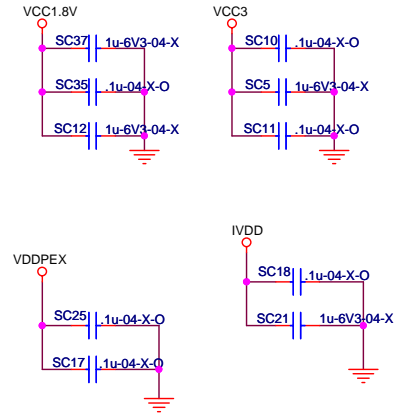 VCC1.8V VCC3
SC37 1u-6V3-04-X SC10 .1u-04-X-O
SC35 .1u-04-X-O SC5 1u-6V3-04-X
SC12 1u-6V3-04-X SC11 .1u-04-X-O
IVDD
VDDPEX
SC18 .1u-04-X-O
SC25 .1u-04-X-O SC21 1u-6V3-04-X
SC17 .1u-04-X-O